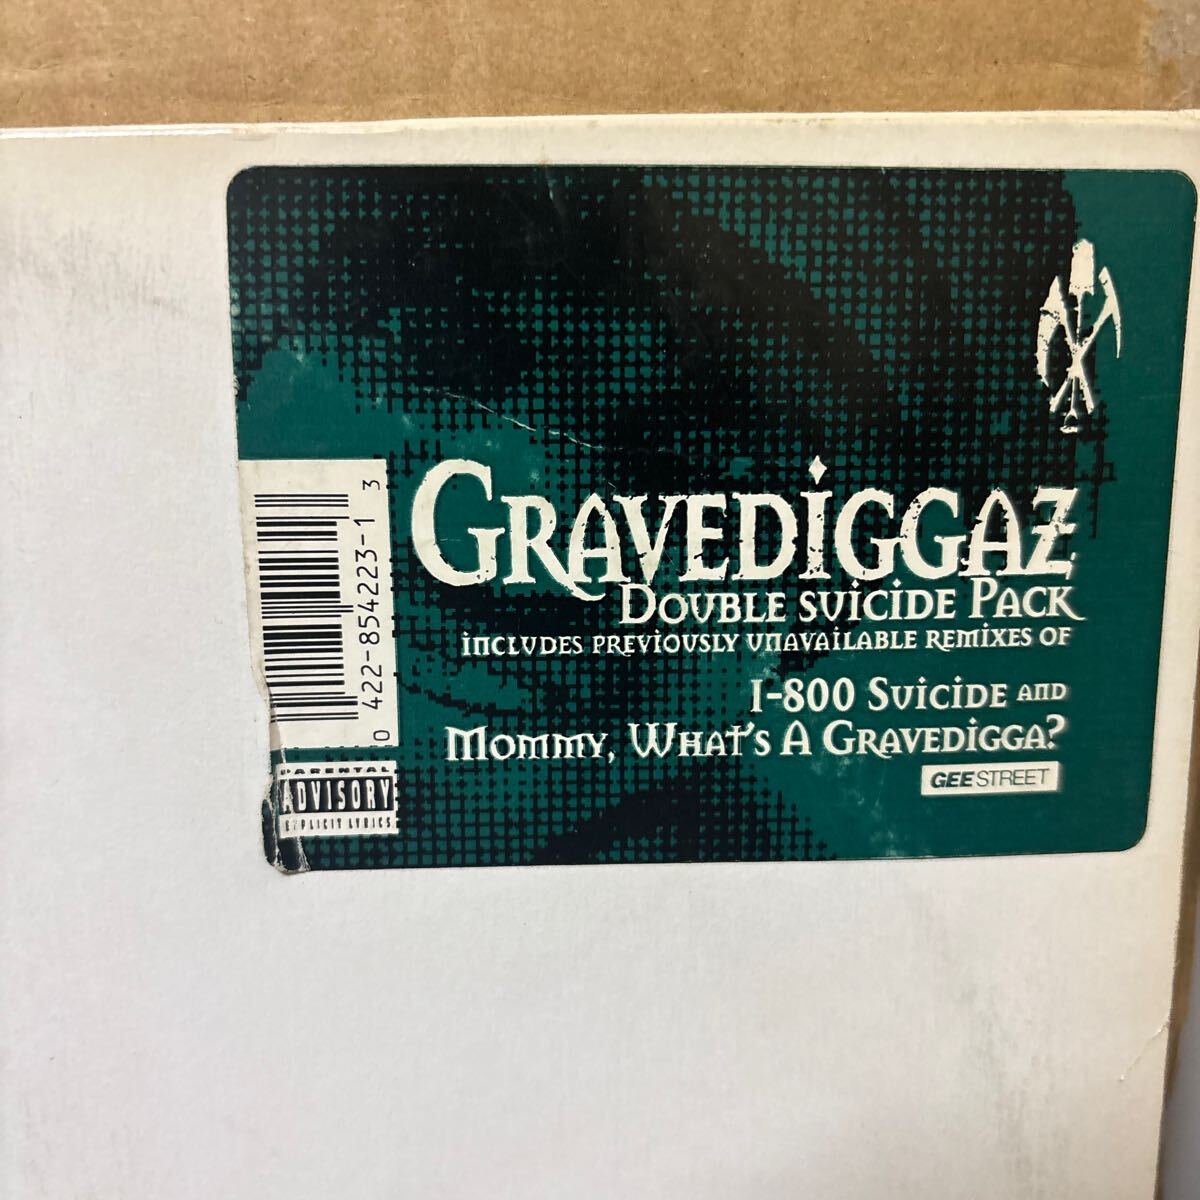 GRAVEDIGGAZ
DOUBLE SUICIDE PACK
INCLUDES PREVIOUSLY UNAVAILABLE REMIXES OF
1-800 SUICIDE AND
MOMMY, WHAT'S A GRAVEDIGGA?
GEE STREET
0 422-854223-1 3
PARENTAL
ADVISORY
EXPLICIT LYRICS